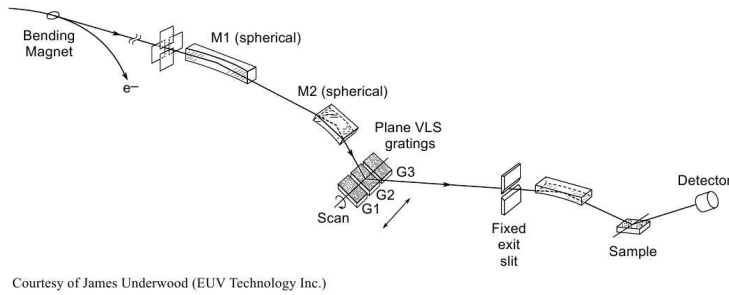 Bending
Magnet
e–
M1 (spherical)
M2 (spherical)
Plane VLS
gratings
G3
G2
G1
Scan
Fixed
exit
slit
Detector
Sample
Courtesy of James Underwood (EUV Technology Inc.)